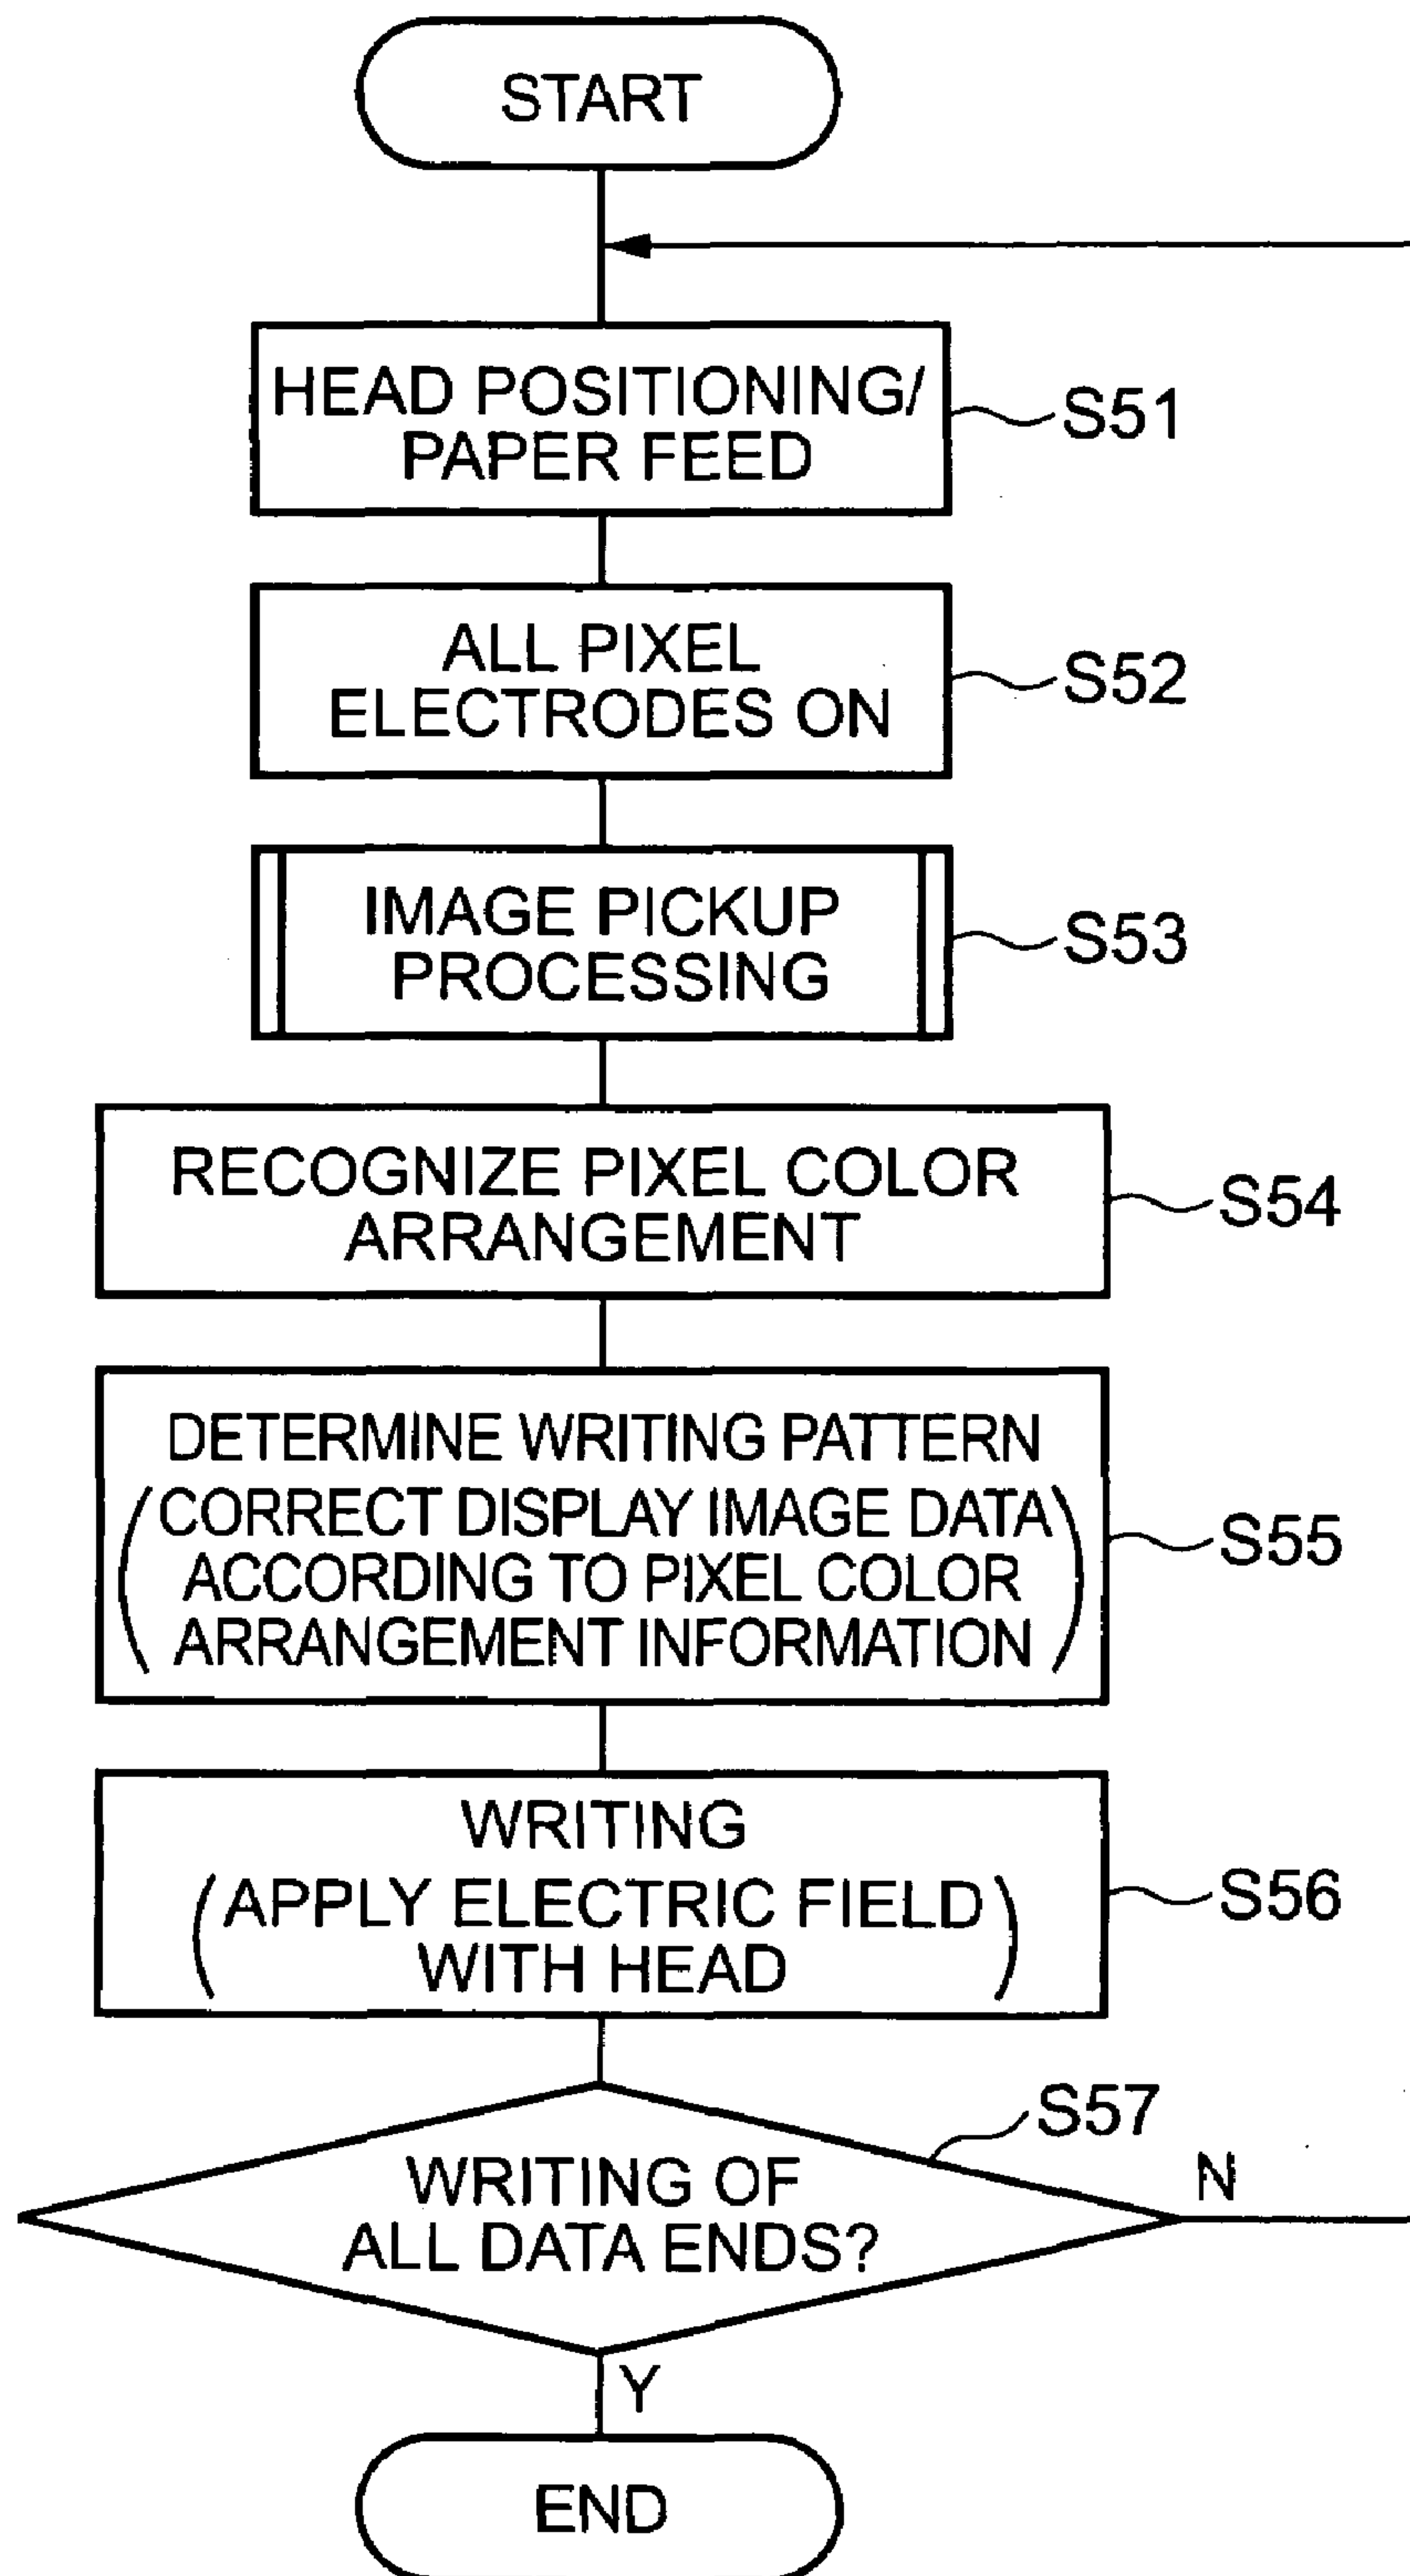 START
HEAD POSITIONING/
PAPER FEED
S51
ALL PIXEL
ELECTRODES ON
S52
IMAGE PICKUP
PROCESSING
S53
RECOGNIZE PIXEL COLOR
ARRANGEMENT
S54
DETERMINE WRITING PATTERN
(CORRECT DISPLAY IMAGE DATA
ACCORDING TO PIXEL COLOR
ARRANGEMENT INFORMATION)
S55
WRITING
(APPLY ELECTRIC FIELD
WITH HEAD)
S56
S57
WRITING OF
ALL DATA ENDS?
N
Y
END